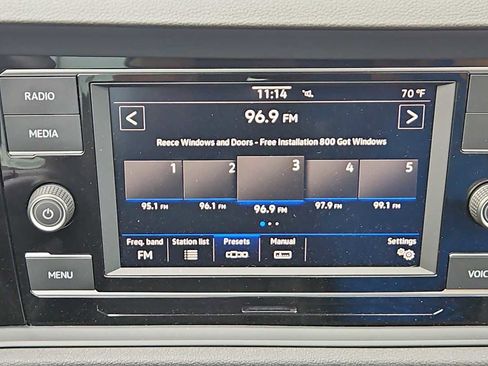 11:14 70 °F
RADIO
96.9 FM
< >
MEDIA
Reece Windows and Doors - Free Installation 800 Got Windows
1 2 3 4 5
95.1 FM 96.1 FM 96.9 FM 97.9 FM 99.1 FM
Freq. band Station list Presets Manual Settings
FM
MENU
VOIC